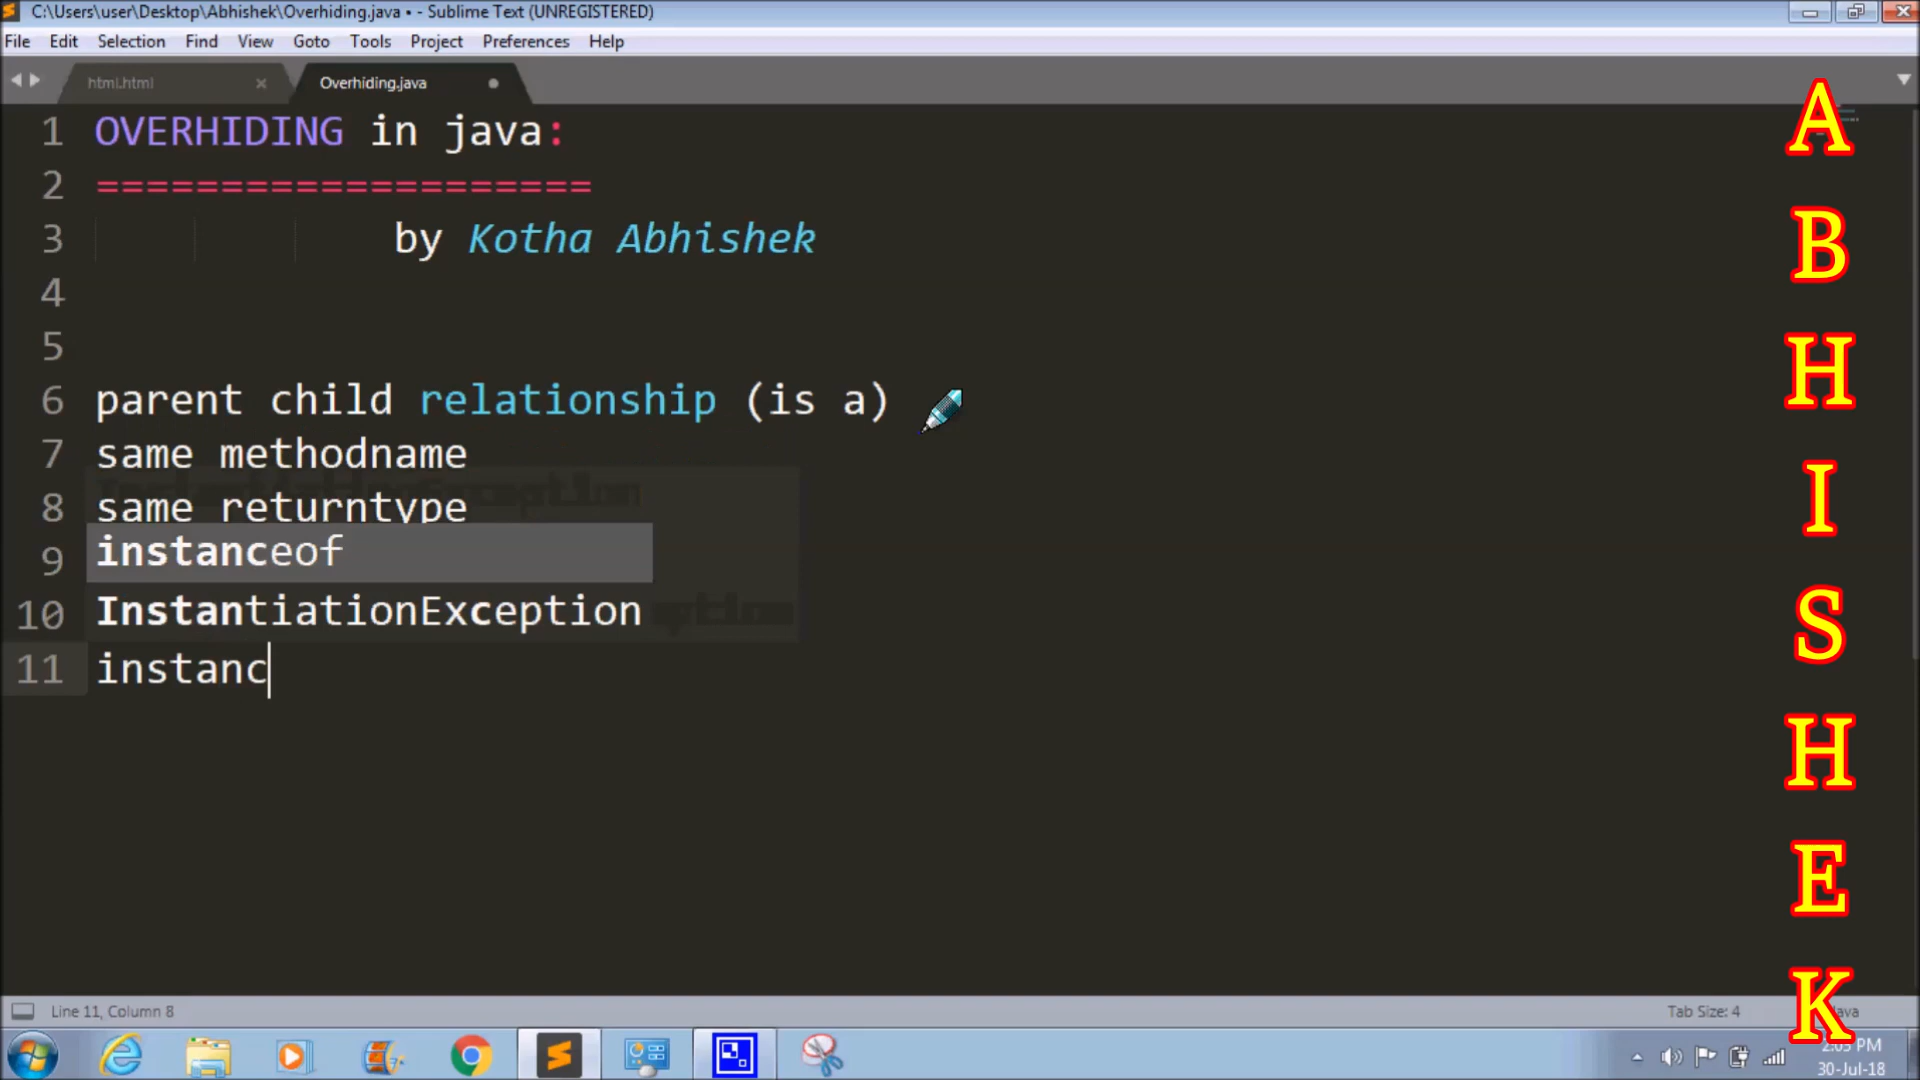 C:\Users\user\Desktop\Abhishek\Overhiding.java • - Sublime Text (UNREGISTERED)
File Edit Selection Find View Goto Tools Project Preferences Help
html.html Overhiding.java
1 OVERHIDING in java:
2 ====================
3 by Kotha Abhishek
4
5
6 parent child relationship (is a)
7 same methodname
8 same returntype
9 instanceof
10 InstantiationException
11 instanc
A
B
H
I
S
H
E
K
Line 11, Column 8
Tab Size: 4
2:05 PM
30-Jul-18